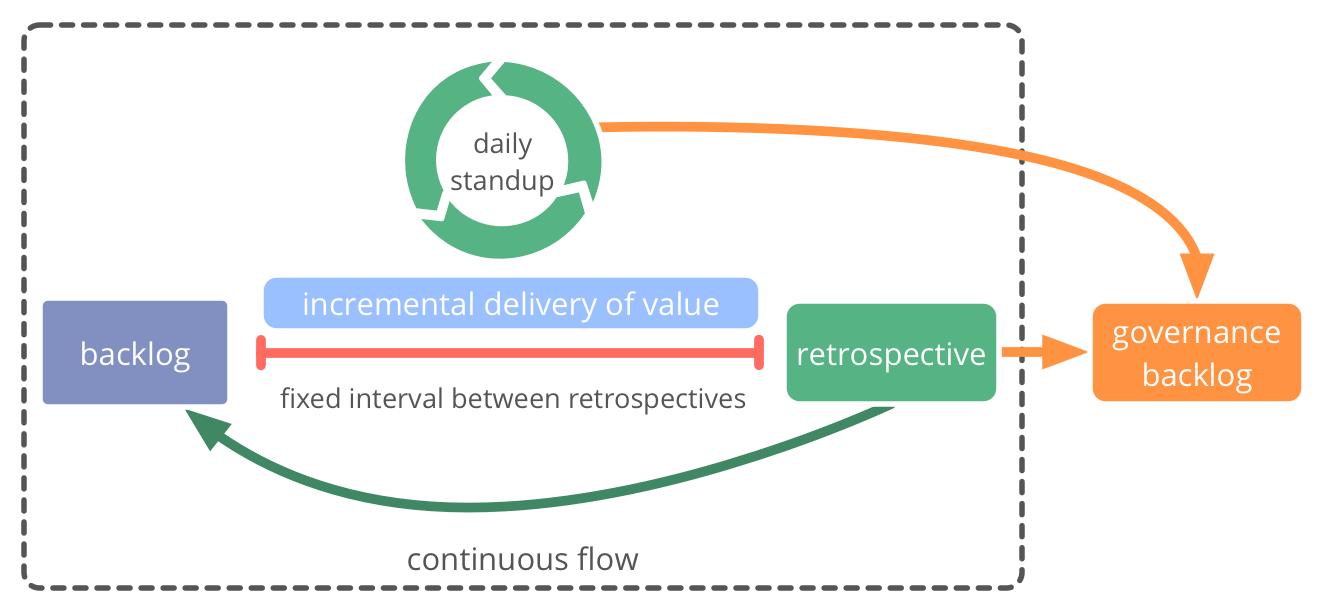 daily
standup
incremental delivery of value
backlog
retrospective
governance
backlog
fixed interval between retrospectives
continuous flow